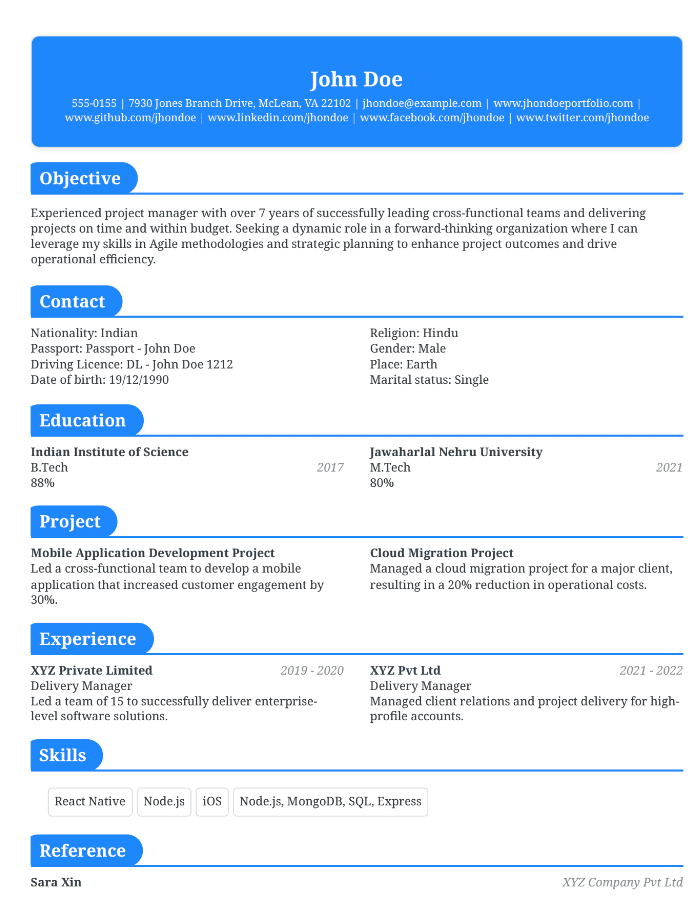 John Doe
555-0155 | 7930 Jones Branch Drive, McLean, VA 22102 | jhondoe@example.com | www.jhondoeportfolio.com |
www.github.com/jhondoe | www.linkedin.com/jhondoe | www.facebook.com/jhondoe | www.twitter.com/jhondoe
Objective
Experienced project manager with over 7 years of successfully leading cross-functional teams and delivering
projects on time and within budget. Seeking a dynamic role in a forward-thinking organization where I can
leverage my skills in Agile methodologies and strategic planning to enhance project outcomes and drive
operational efficiency.
Contact
Nationality: Indian
Passport: Passport - John Doe
Driving Licence: DL - John Doe 1212
Date of birth: 19/12/1990
Religion: Hindu
Gender: Male
Place: Earth
Marital status: Single
Education
Indian Institute of Science
B.Tech 2017
88%
Jawaharlal Nehru University
M.Tech 2021
80%
Project
Mobile Application Development Project
Led a cross-functional team to develop a mobile
application that increased customer engagement by
30%.
Cloud Migration Project
Managed a cloud migration project for a major client,
resulting in a 20% reduction in operational costs.
Experience
XYZ Private Limited 2019 - 2020
Delivery Manager
Led a team of 15 to successfully deliver enterprise-
level software solutions.
XYZ Pvt Ltd 2021 - 2022
Delivery Manager
Managed client relations and project delivery for high-
profile accounts.
Skills
React Native Node.js iOS Node.js, MongoDB, SQL, Express
Reference
Sara Xin XYZ Company Pvt Ltd